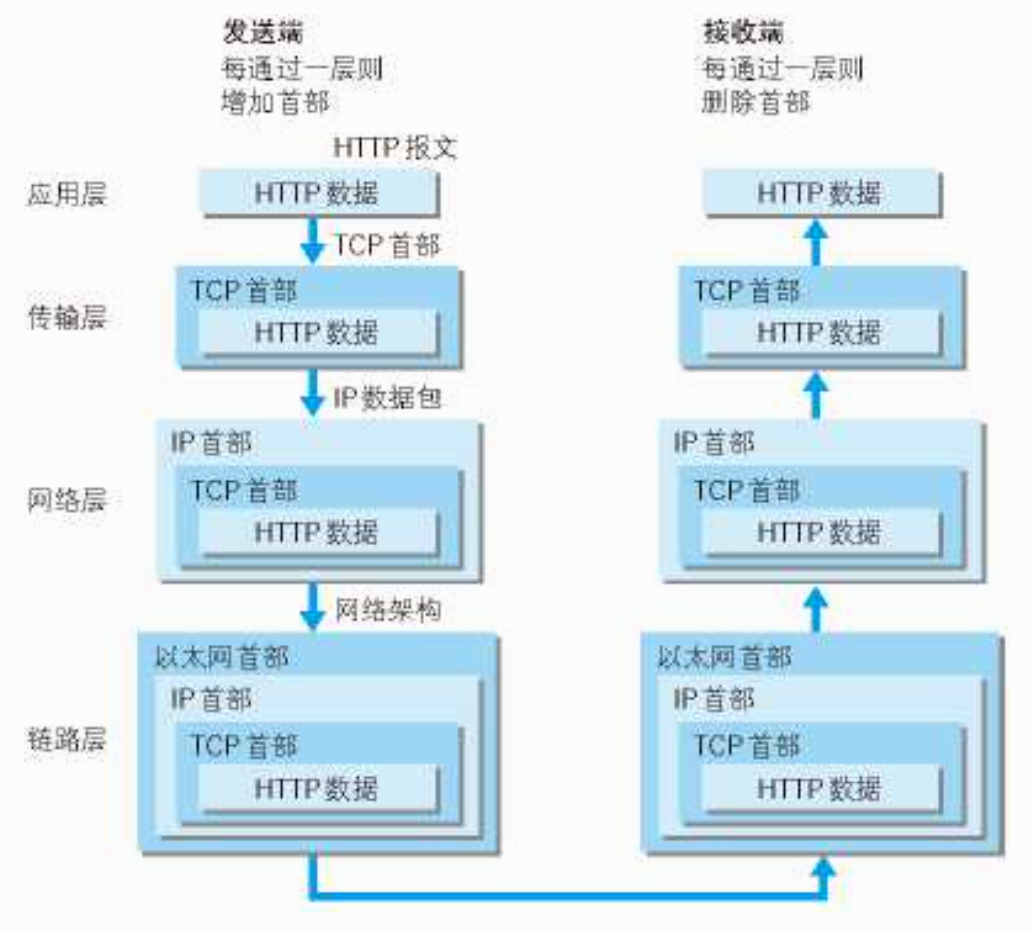 发送端
每通过一层则
增加首部
接收端
每通过一层则
删除首部
HTTP 报文
应用层
HTTP 数据
HTTP 数据
TCP 首部
传输层
TCP 首部
HTTP 数据
TCP 首部
HTTP 数据
IP 数据包
网络层
IP 首部
TCP 首部
HTTP 数据
IP 首部
TCP 首部
HTTP 数据
网络架构
链路层
以太网首部
IP 首部
TCP 首部
HTTP 数据
以太网首部
IP 首部
TCP 首部
HTTP 数据